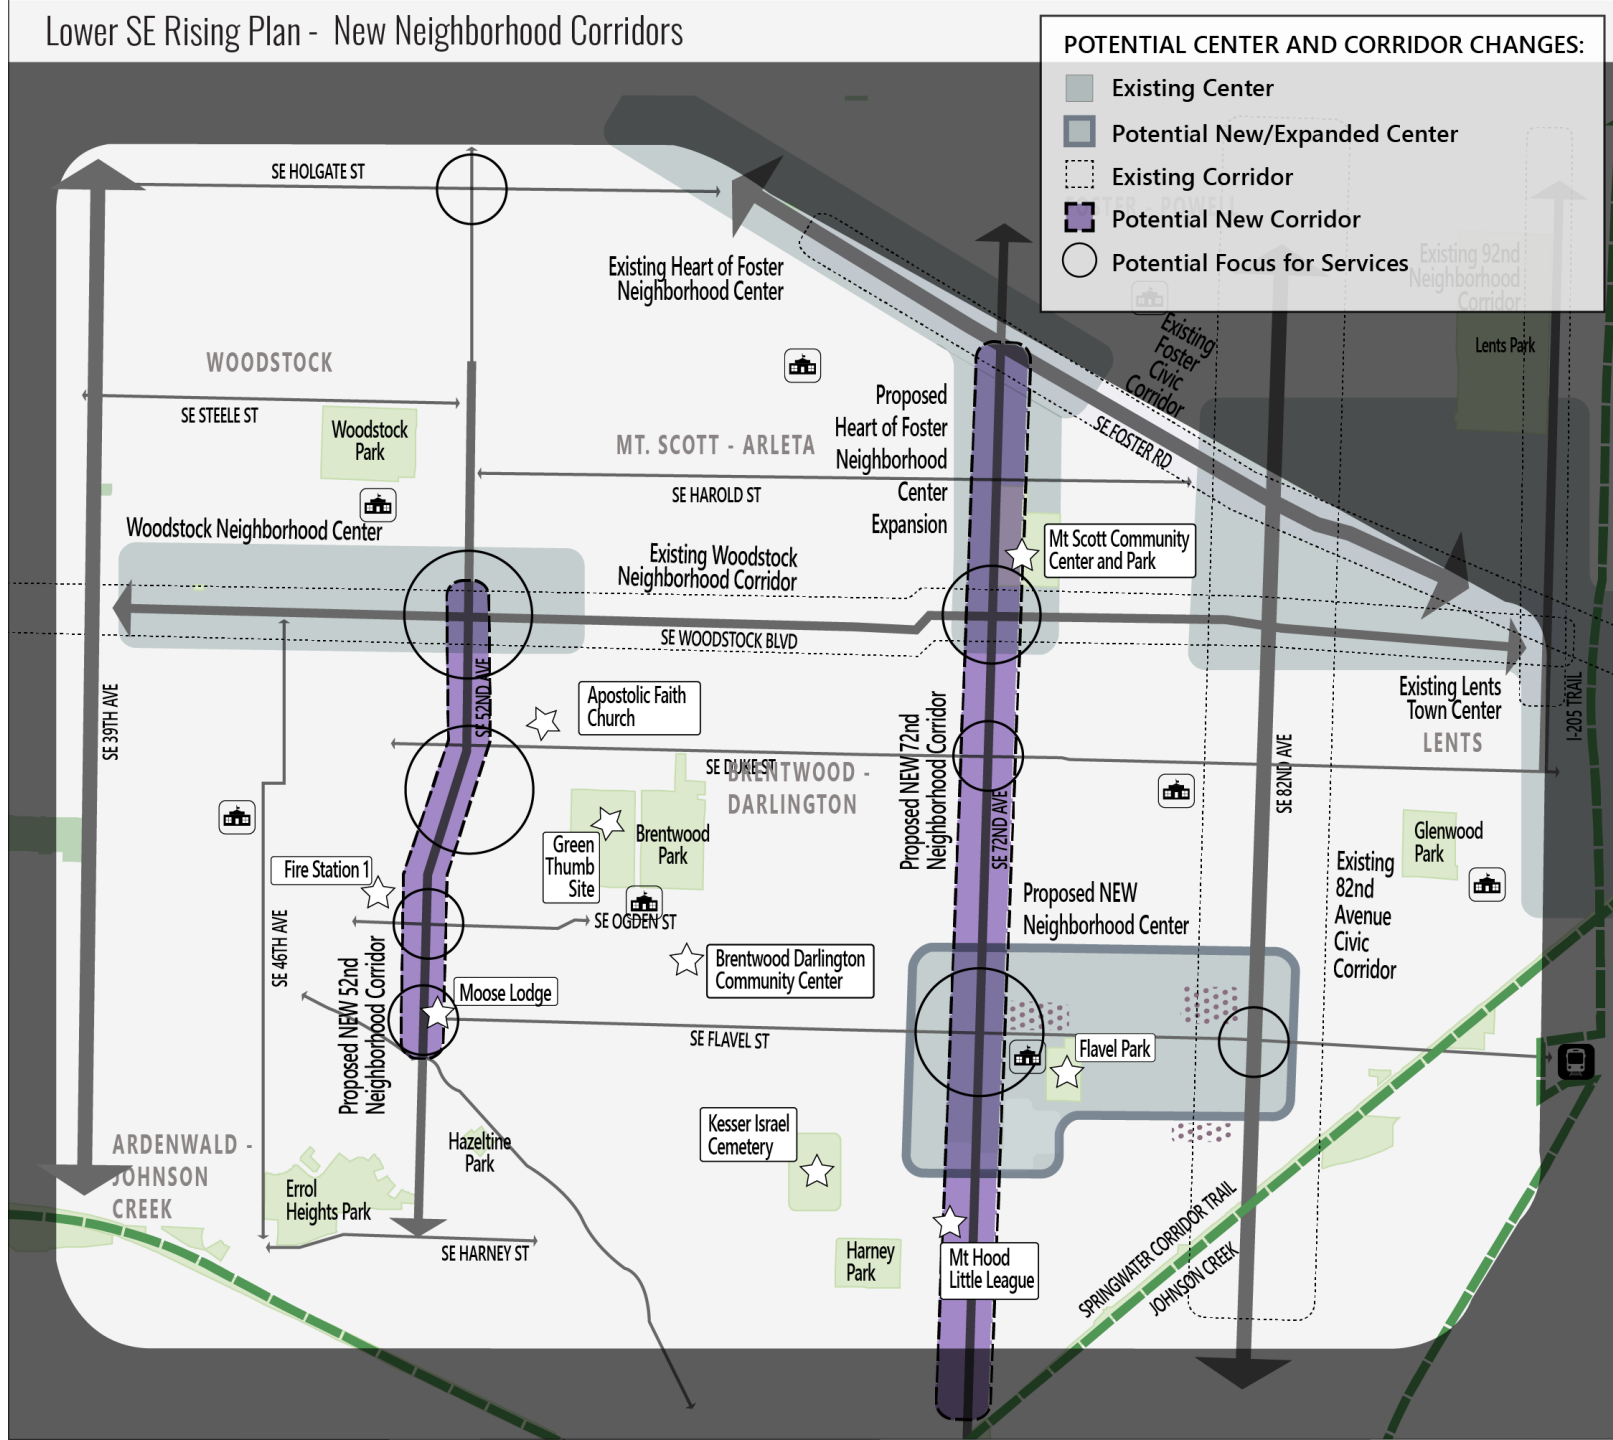 Lower SE Rising Plan - New Neighborhood Corridors
POTENTIAL CENTER AND CORRIDOR CHANGES:
Existing Center
Potential New/Expanded Center
Existing Corridor
Potential New Corridor
Potential Focus for Services
FOSTER - POWELL
Existing 92nd
Neighborhood
Corridor
Lents Park
SE HOLGATE ST
Existing Heart of Foster
Neighborhood Center
Existing
Foster
Civic
Corridor
WOODSTOCK
SE STEELE ST
Woodstock
Park
MT. SCOTT - ARLETA
Proposed
Heart of Foster
Neighborhood
Center
Expansion
SE FOSTER RD
SE HAROLD ST
Woodstock Neighborhood Center
Existing Woodstock
Neighborhood Corridor
Mt Scott Community
Center and Park
SE WOODSTOCK BLVD
SE 39TH AVE
SE 52ND AVE
Apostolic Faith
Church
Existing Lents
Town Center
LENTS
I-205 TRAIL
SE DUKE ST
BRENTWOOD -
DARLINGTON
Proposed NEW 72nd
Neighborhood Corridor
SE 72ND AVE
SE 82ND AVE
Green
Thumb
Site
Brentwood
Park
Glenwood
Park
Fire Station 1
Existing
82nd
Avenue
Civic
Corridor
Proposed NEW
Neighborhood Center
SE OGDEN ST
SE 46TH AVE
Proposed NEW 52nd
Neighborhood Corridor
Brentwood Darlington
Community Center
Moose Lodge
SE FLAVEL ST
Flavel Park
Kesser Israel
Cemetery
Hazeltine
Park
ARDENWALD -
JOHNSON
CREEK
Errol
Heights Park
SE HARNEY ST
Harney
Park
Mt Hood
Little League
SPRINGWATER CORRIDOR TRAIL
JOHNSON CREEK